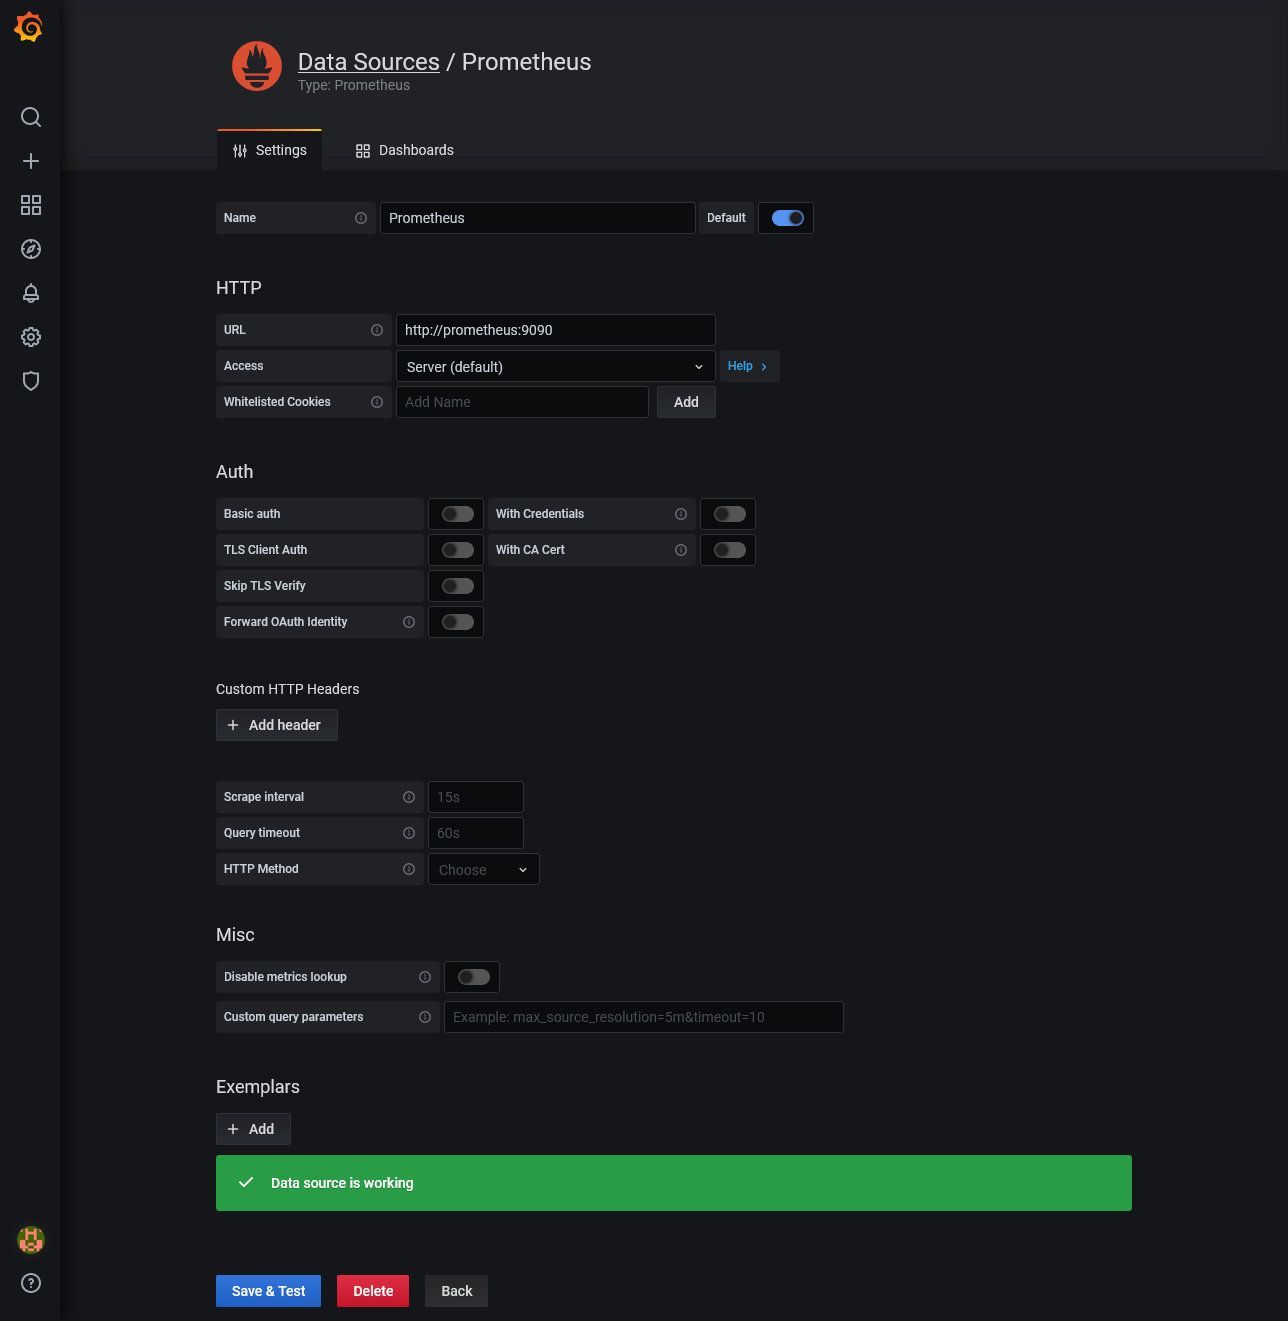 Data Sources / Prometheus
Type: Prometheus
Settings
Dashboards
Name
Prometheus
Default
HTTP
URL
http://prometheus:9090
Access
Server (default)
Help
Whitelisted Cookies
Add Name
Add
Auth
Basic auth
With Credentials
TLS Client Auth
With CA Cert
Skip TLS Verify
Forward OAuth Identity
Custom HTTP Headers
Add header
Scrape interval
15s
Query timeout
60s
HTTP Method
Choose
Misc
Disable metrics lookup
Custom query parameters
Example: max_source_resolution=5m&timeout=10
Exemplars
Add
Data source is working
Save & Test
Delete
Back